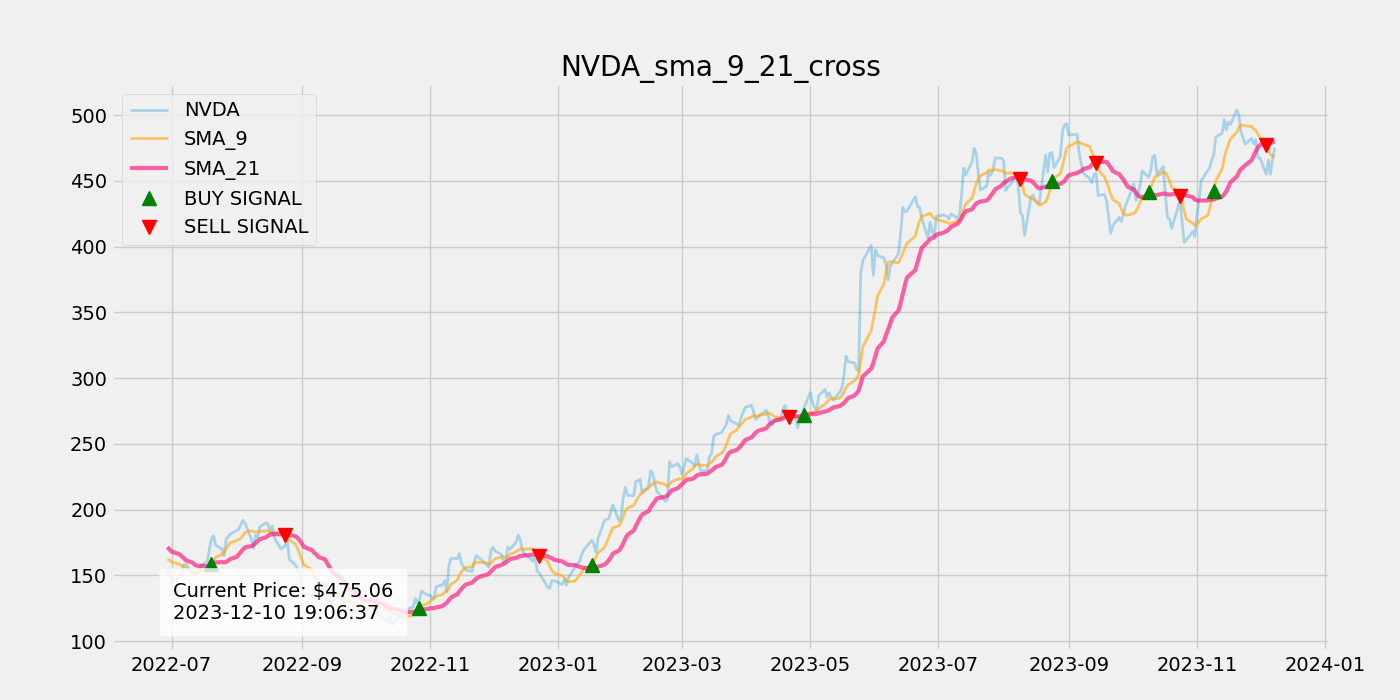 NVDA_sma_9_21_cross
NVDA
SMA_9
SMA_21
BUY SIGNAL
SELL SIGNAL
500
450
400
350
300
250
200
150
100
Current Price: $475.06
2023-12-10 19:06:37
2022-07 2022-09 2022-11 2023-01 2023-03 2023-05 2023-07 2023-09 2023-11 2024-01